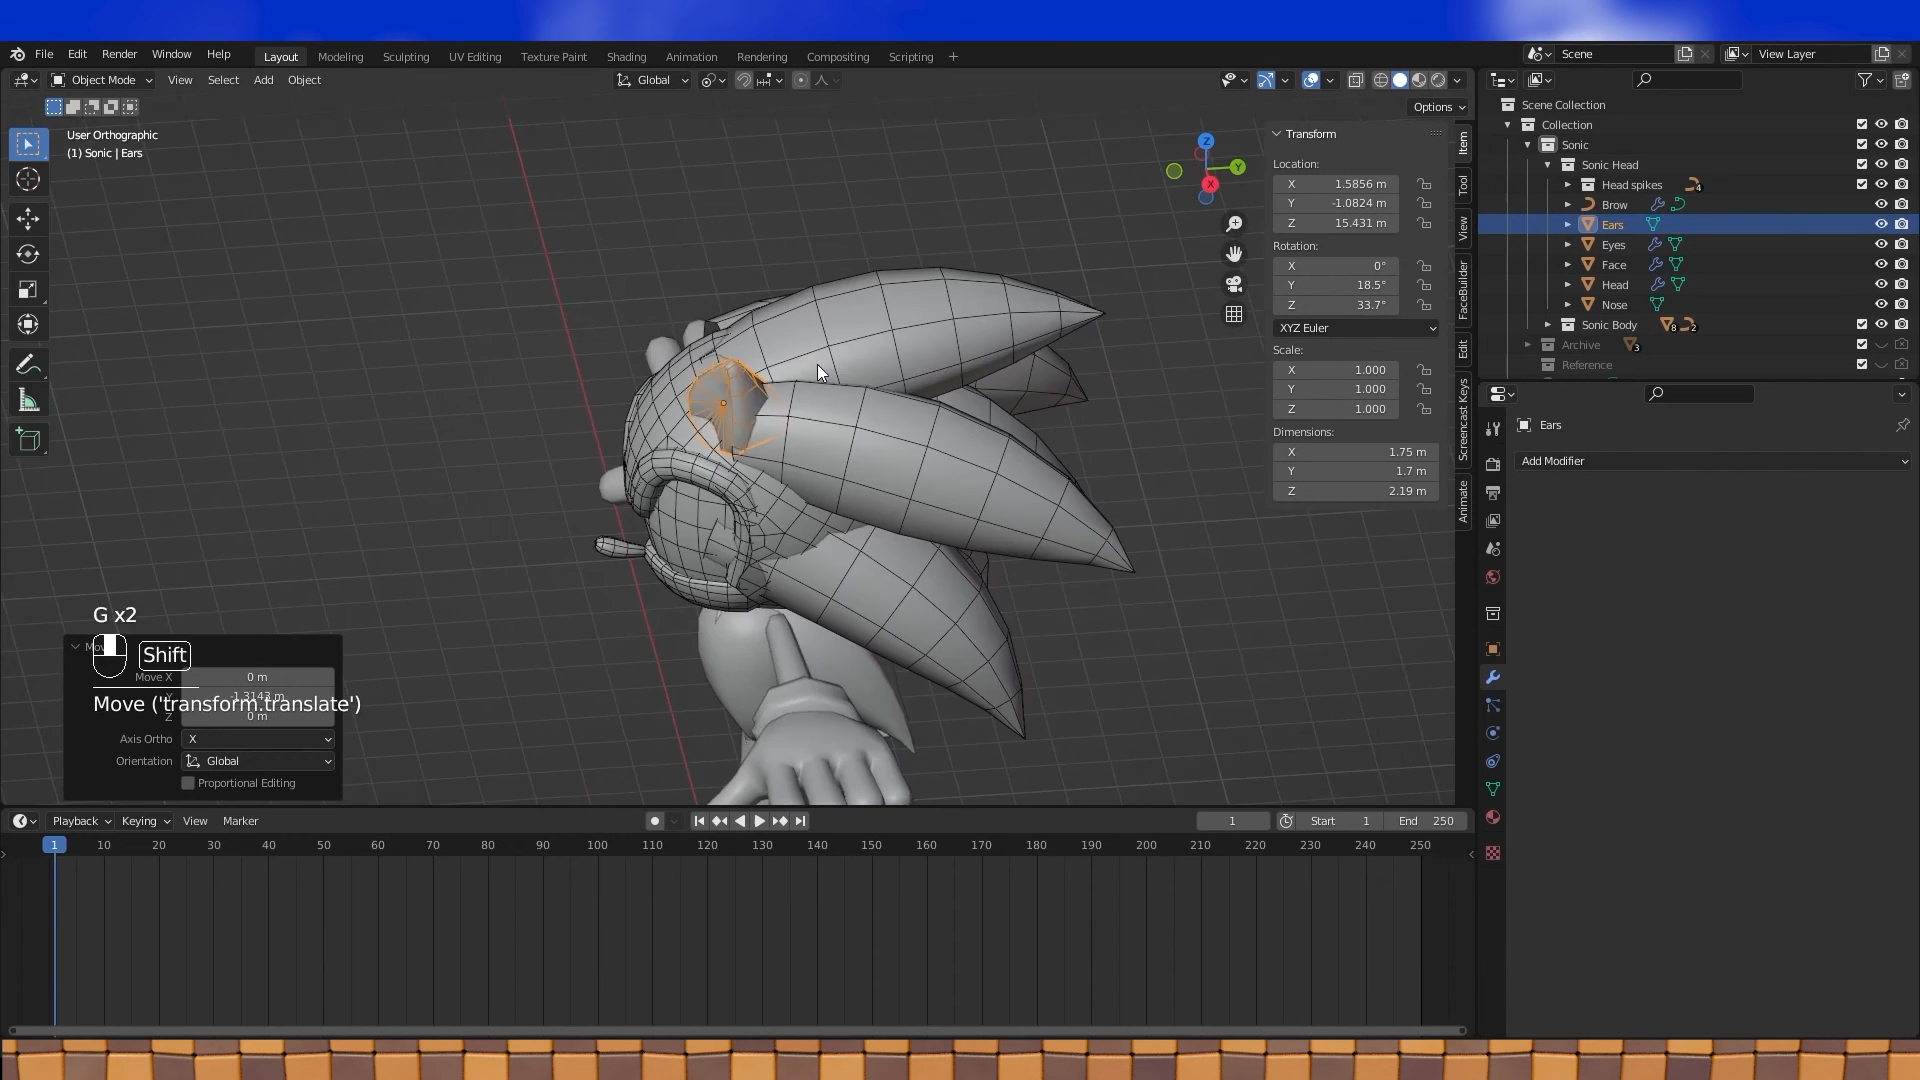 File Edit Render Window Help Layout Modeling Sculpting UV Editing Texture Paint Shading Animation Rendering Compositing Scripting + Scene View Layer
Object Mode View Select Add Object Global
Options
User Orthographic
(1) Sonic | Ears
Z
Y
X
Transform
Location:
X 1.5856 m
Y -1.0824 m
Z 15.431 m
Rotation:
X 0°
Y 18.5°
Z 33.7°
XYZ Euler
Scale:
X 1.000
Y 1.000
Z 1.000
Dimensions:
X 1.75 m
Y 1.7 m
Z 2.19 m
Item
Tool
View
FaceBuilder
Edit
Screencast Keys
Animate
Scene Collection
Collection
Sonic
Sonic Head
Head spikes 4
Brow
Ears
Eyes
Face
Head
Nose
Sonic Body 8 2
Archive 3
Reference
Ears
Add Modifier
G x2
Shift
Move X 0 m
Move ('transform.translate')
-1.3143 m
Z 0 m
Axis Ortho X
Orientation Global
Proportional Editing
Playback Keying View Marker 1 Start 1 End 250
1 10 20 30 40 50 60 70 80 90 100 110 120 130 140 150 160 170 180 190 200 210 220 230 240 250